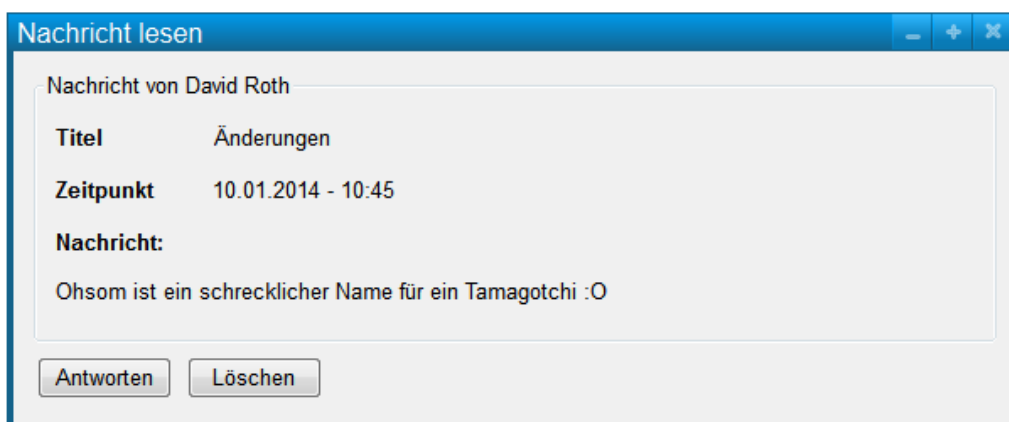 Nachricht lesen
Nachricht von David Roth
Titel Änderungen
Zeitpunkt 10.01.2014 - 10:45
Nachricht:
Ohsom ist ein schrecklicher Name für ein Tamagotchi :O
Antworten Löschen